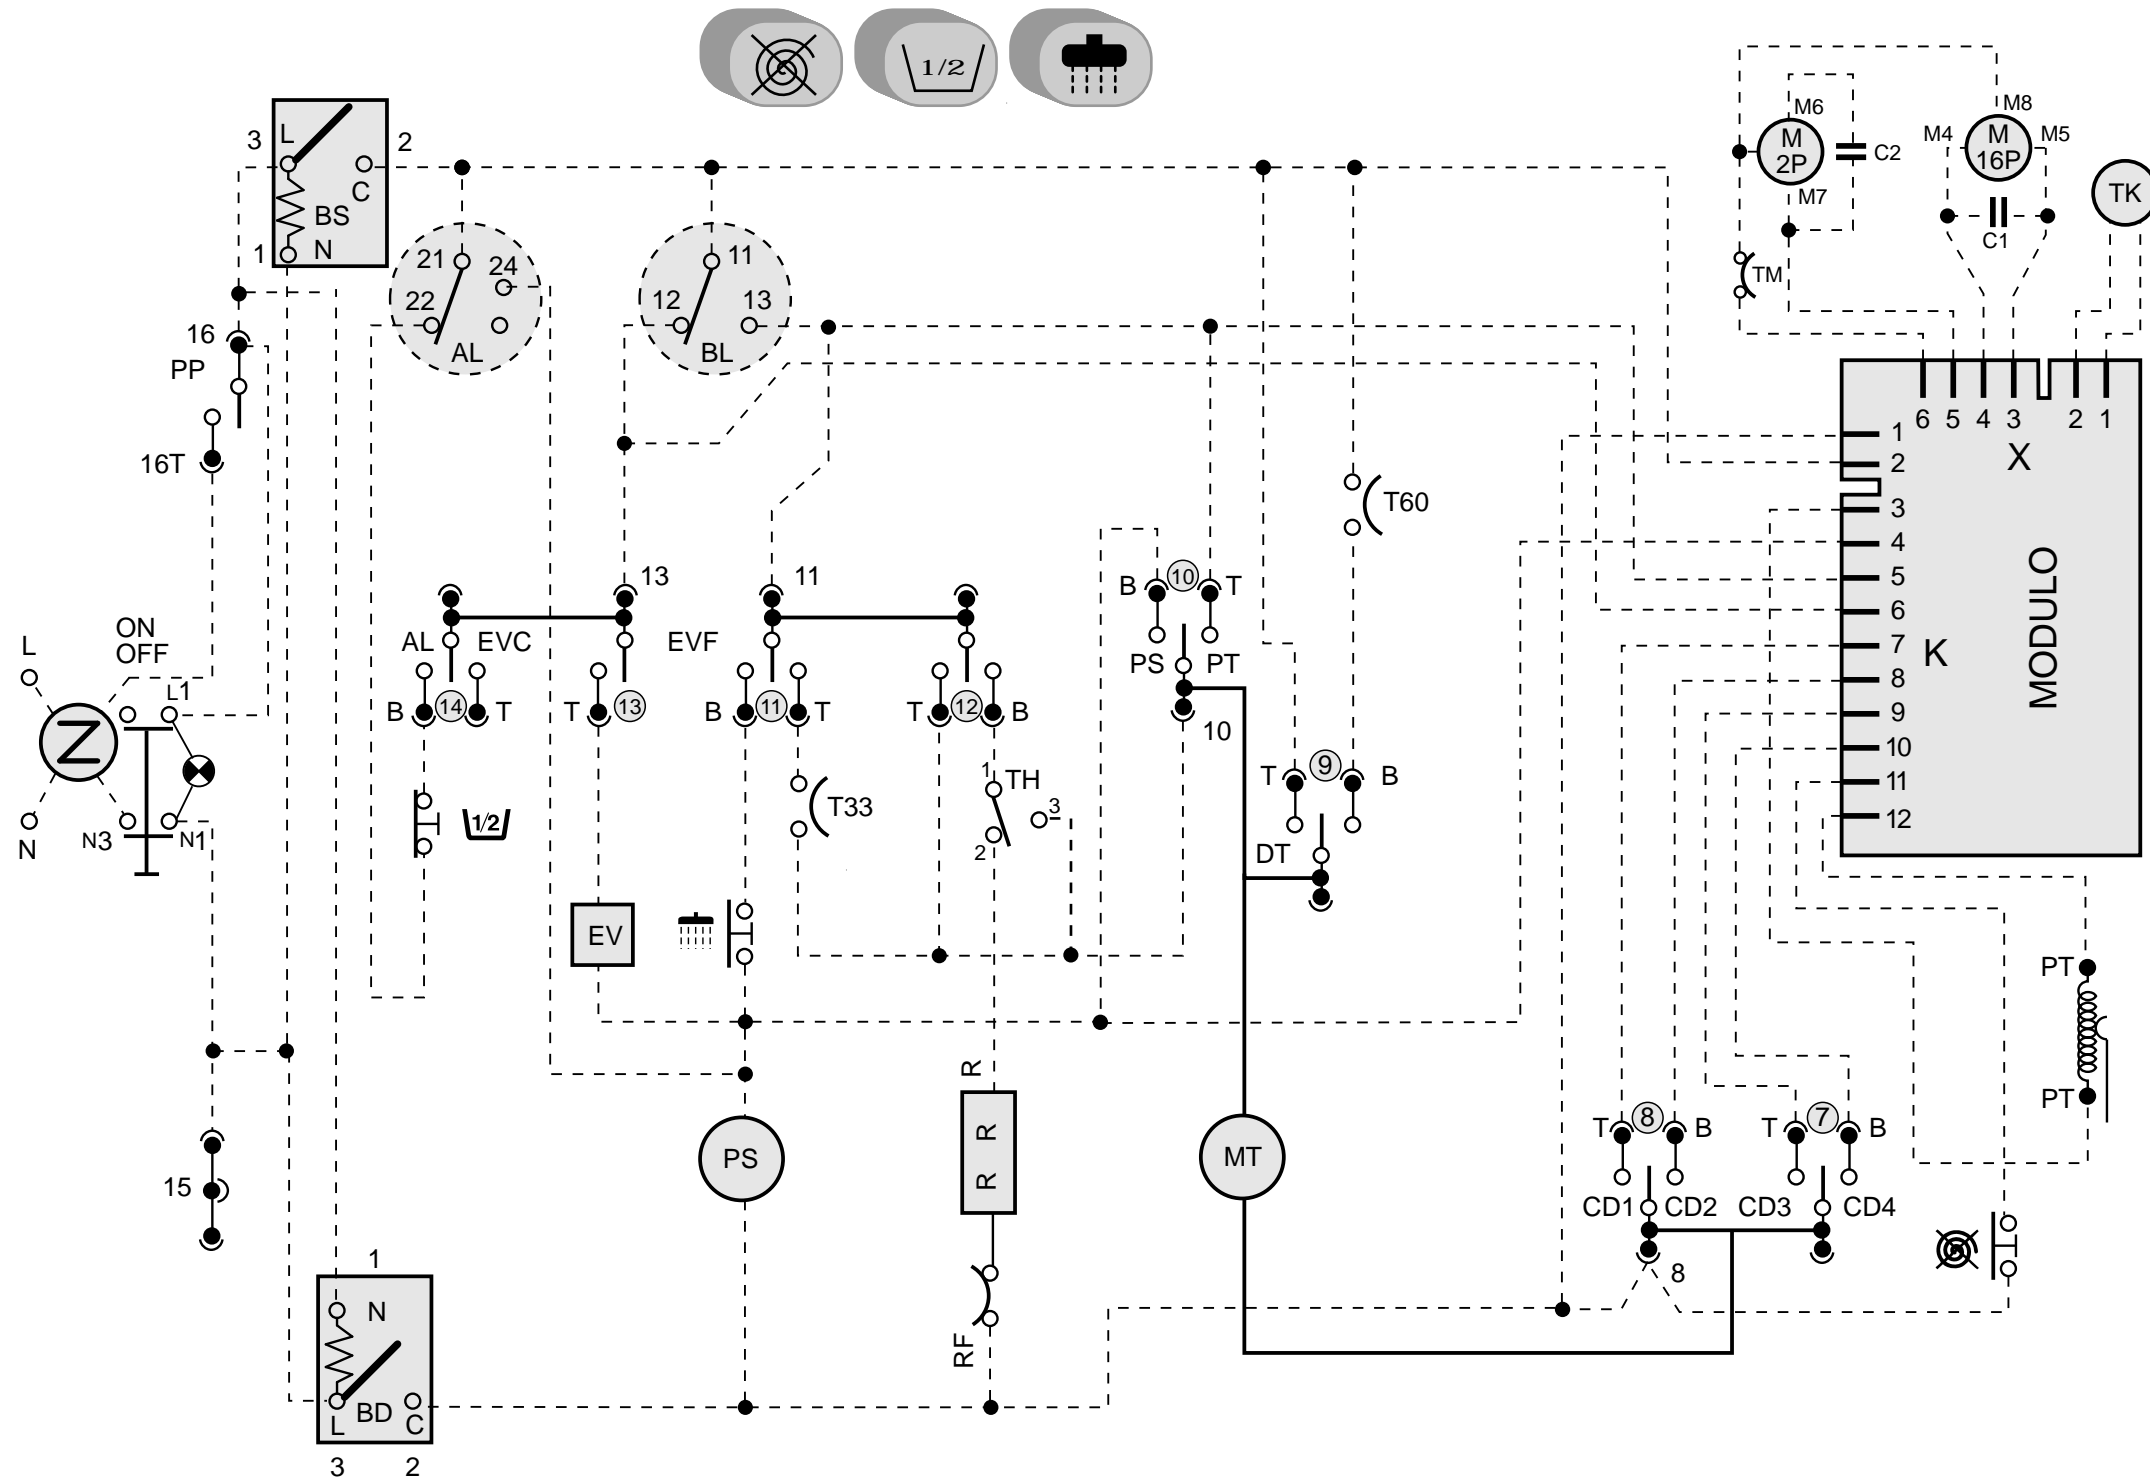 1/2
3 L 2
C
BS
1 N
M6
M8
M
2P
C2
M4
M
16P
M5
M7
C1
TK
TM
21 24
22
AL
11
12 13
BL
16
PP
16T
6 5 4 3 2 1
X
1
2
3
4
5
6
7
8
9
10
11
12
K
MODULO
T60
13
11
B 10 T
AL EVC
EVF
PS PT
10
B 14 T
T 13
B 11 T
T 12 B
ON
OFF
L
L1
Z
N
N3 N1
1/2
T33
1 TH
3
2
T 9 B
DT
EV
PT
PT
R
R R
R R
PS
MT
T 8 B
T 7 B
CD1 CD2 CD3 CD4
8
15
1
N
BD
L C
3 2
RF